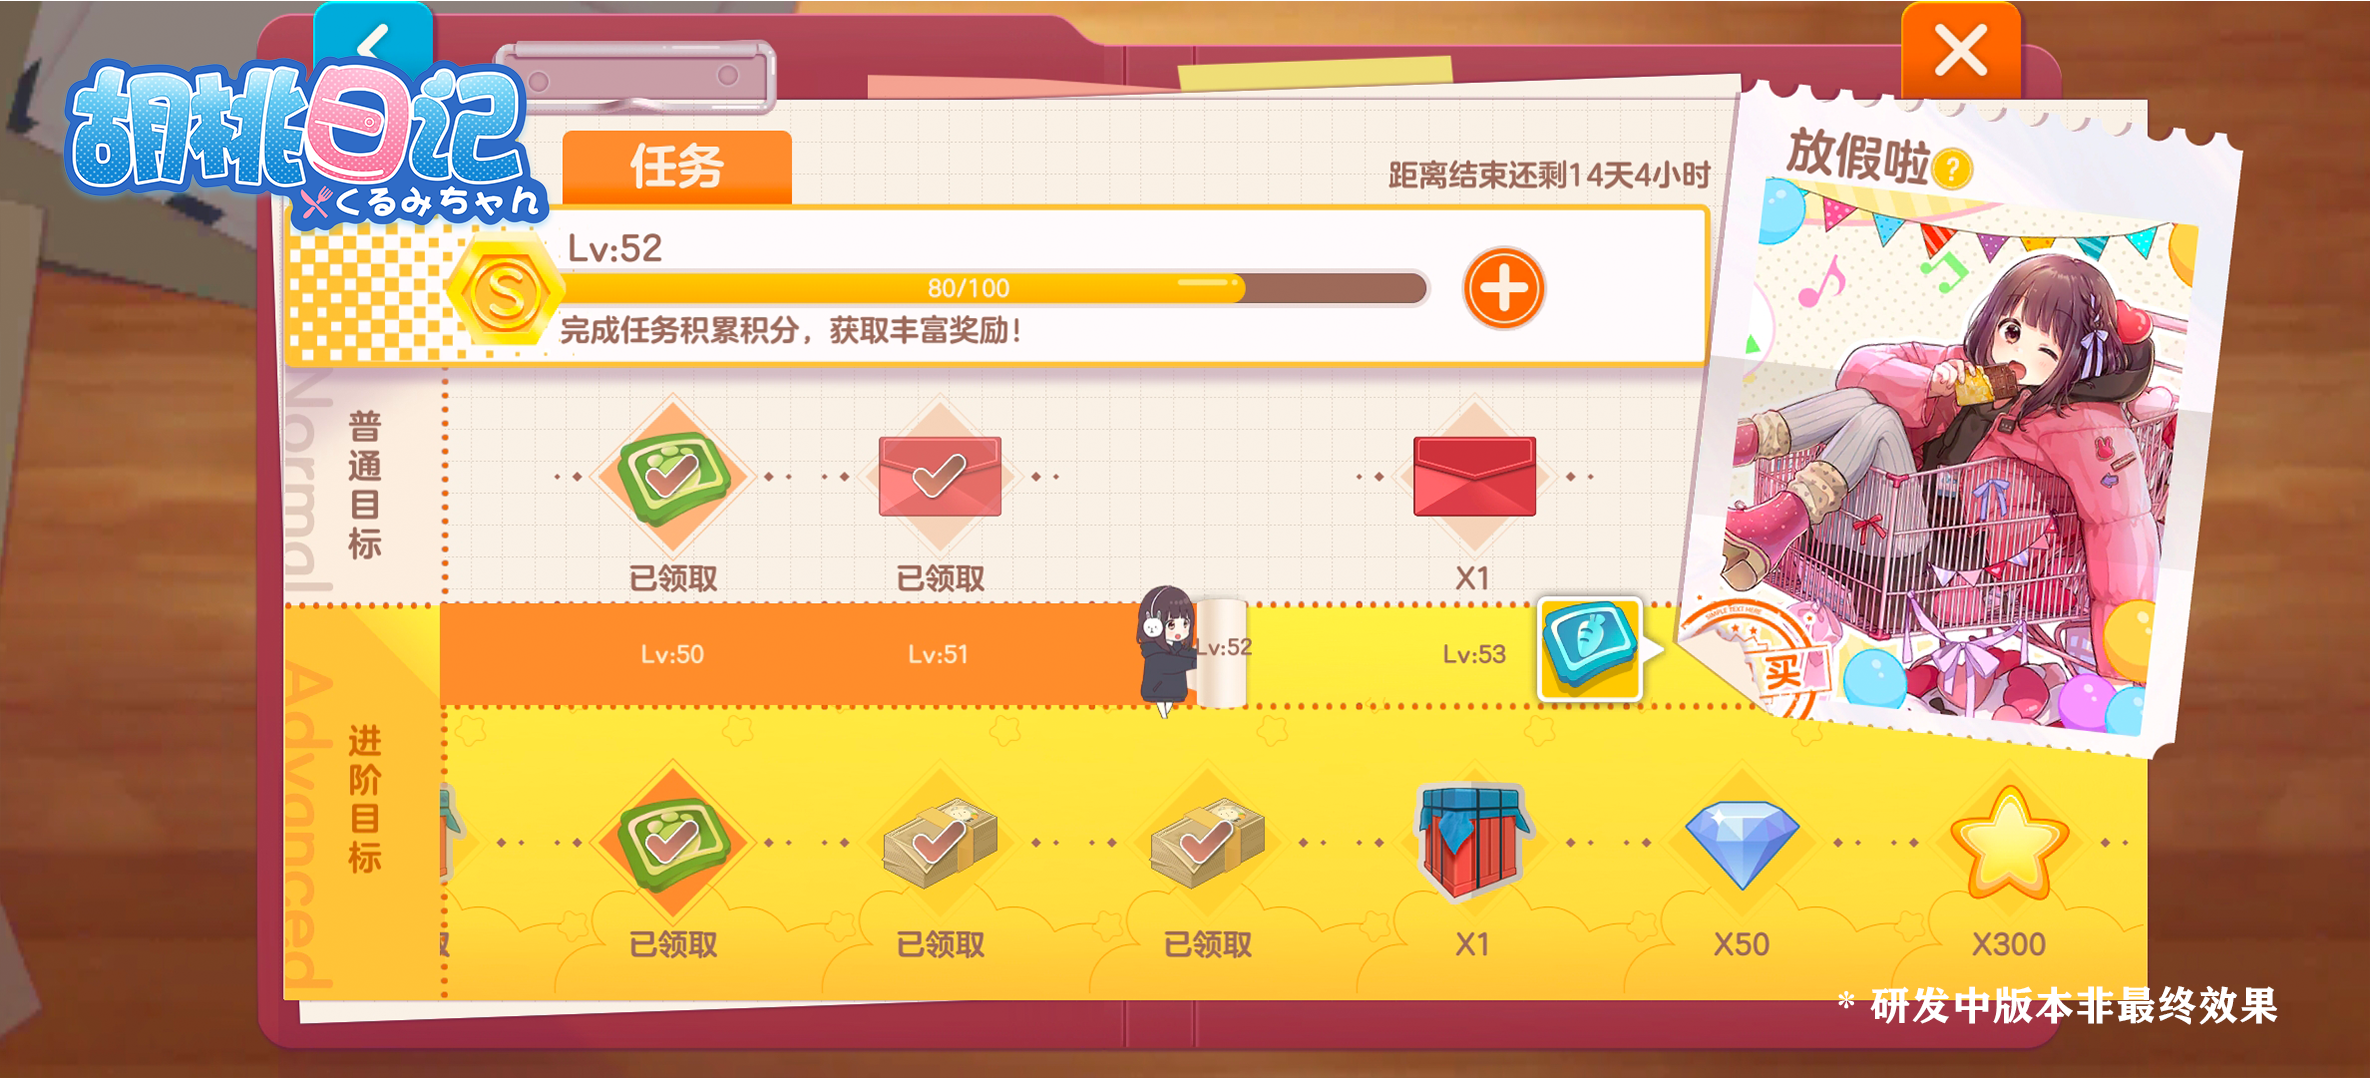 胡桃日记
くるみちゃん
任务
距离结束还剩14天4小时
放假啦?
Lv:52
80/100
完成任务积累积分，获取丰富奖励！
Normal
普通目标
已领取
已领取
X1
Lv:50
Lv:51
Lv:52
Lv:53
SIMPLE TEXT HERE
买
Advanced
进阶目标
已领取
已领取
已领取
X1
X50
X300
* 研发中版本非最终效果